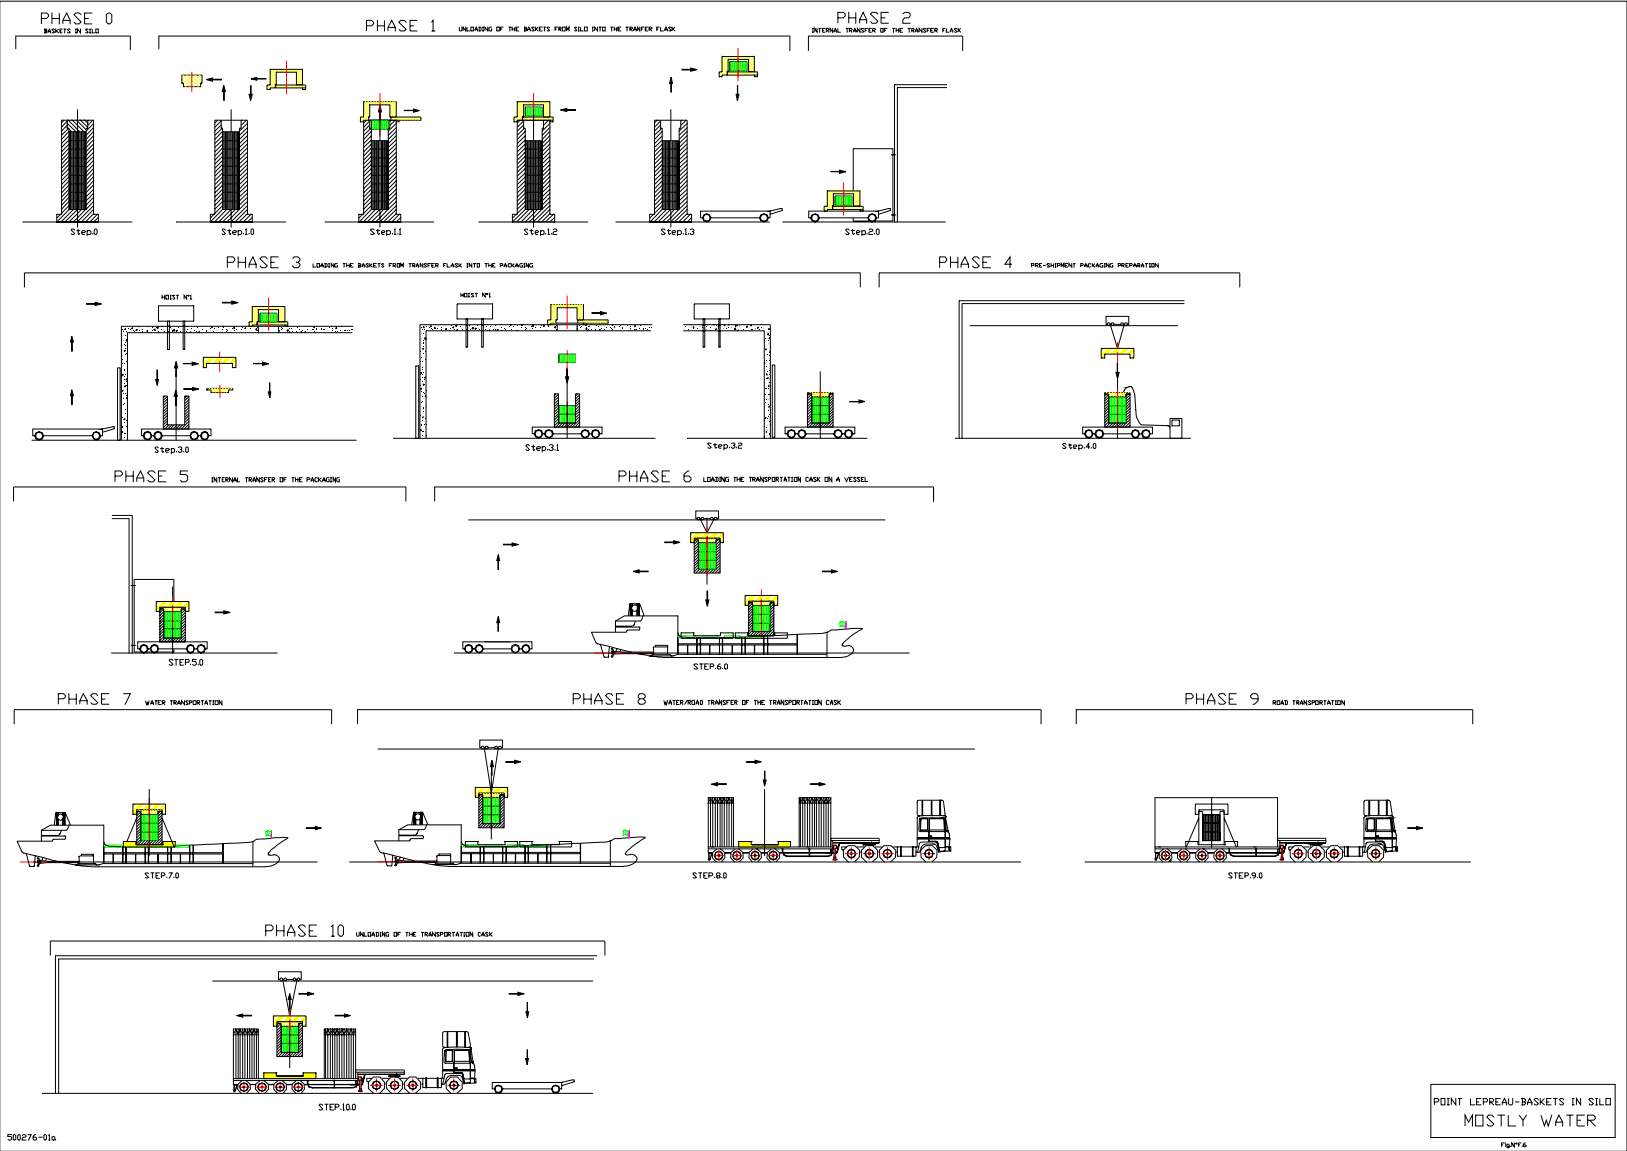 PHASE 0
BASKETS IN SILO
PHASE 1 UNLOADING OF THE BASKETS FROM SILO INTO THE TRANFER FLASK
PHASE 2
INTERNAL TRANSFER OF THE TRANSFER FLASK
Step.0
Step.1.0
Step.1.1
Step.1.2
Step.1.3
Step.2.0
PHASE 3 LOADING THE BASKETS FROM TRANSFER FLASK INTO THE PACKAGING
PHASE 4 PRE-SHIPMENT PACKAGING PREPARATION
HOIST N°1
HOIST N°1
Step.3.0
Step.3.1
Step.3.2
Step.4.0
PHASE 5 INTERNAL TRANSFER OF THE PACKAGING
PHASE 6 LOADING THE TRANSPORTATION CASK ON A VESSEL
STEP.5.0
STEP.6.0
PHASE 7 WATER TRANSPORTATION
PHASE 8 WATER/ROAD TRANSFER OF THE TRANSPORTATION CASK
PHASE 9 ROAD TRANSPORTATION
STEP.7.0
STEP.8.0
STEP.9.0
PHASE 10 UNLOADING OF THE TRANSPORTATION CASK
STEP.10.0
POINT LEPREAU-BASKETS IN SILO
MOSTLY WATER
500276-01a
Fig.N°F.6